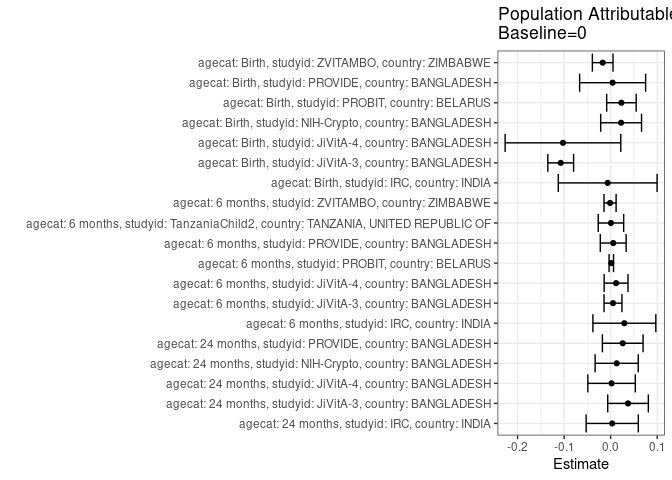 Population Attributable
Baseline=0
agecat: Birth, studyid: ZVITAMBO, country: ZIMBABWE
agecat: Birth, studyid: PROVIDE, country: BANGLADESH
agecat: Birth, studyid: PROBIT, country: BELARUS
agecat: Birth, studyid: NIH-Crypto, country: BANGLADESH
agecat: Birth, studyid: JiVitA-4, country: BANGLADESH
agecat: Birth, studyid: JiVitA-3, country: BANGLADESH
agecat: Birth, studyid: IRC, country: INDIA
agecat: 6 months, studyid: ZVITAMBO, country: ZIMBABWE
agecat: 6 months, studyid: TanzaniaChild2, country: TANZANIA, UNITED REPUBLIC OF
agecat: 6 months, studyid: PROVIDE, country: BANGLADESH
agecat: 6 months, studyid: PROBIT, country: BELARUS
agecat: 6 months, studyid: JiVitA-4, country: BANGLADESH
agecat: 6 months, studyid: JiVitA-3, country: BANGLADESH
agecat: 6 months, studyid: IRC, country: INDIA
agecat: 24 months, studyid: PROVIDE, country: BANGLADESH
agecat: 24 months, studyid: NIH-Crypto, country: BANGLADESH
agecat: 24 months, studyid: JiVitA-4, country: BANGLADESH
agecat: 24 months, studyid: JiVitA-3, country: BANGLADESH
agecat: 24 months, studyid: IRC, country: INDIA
-0.2 -0.1 0.0 0.1
Estimate